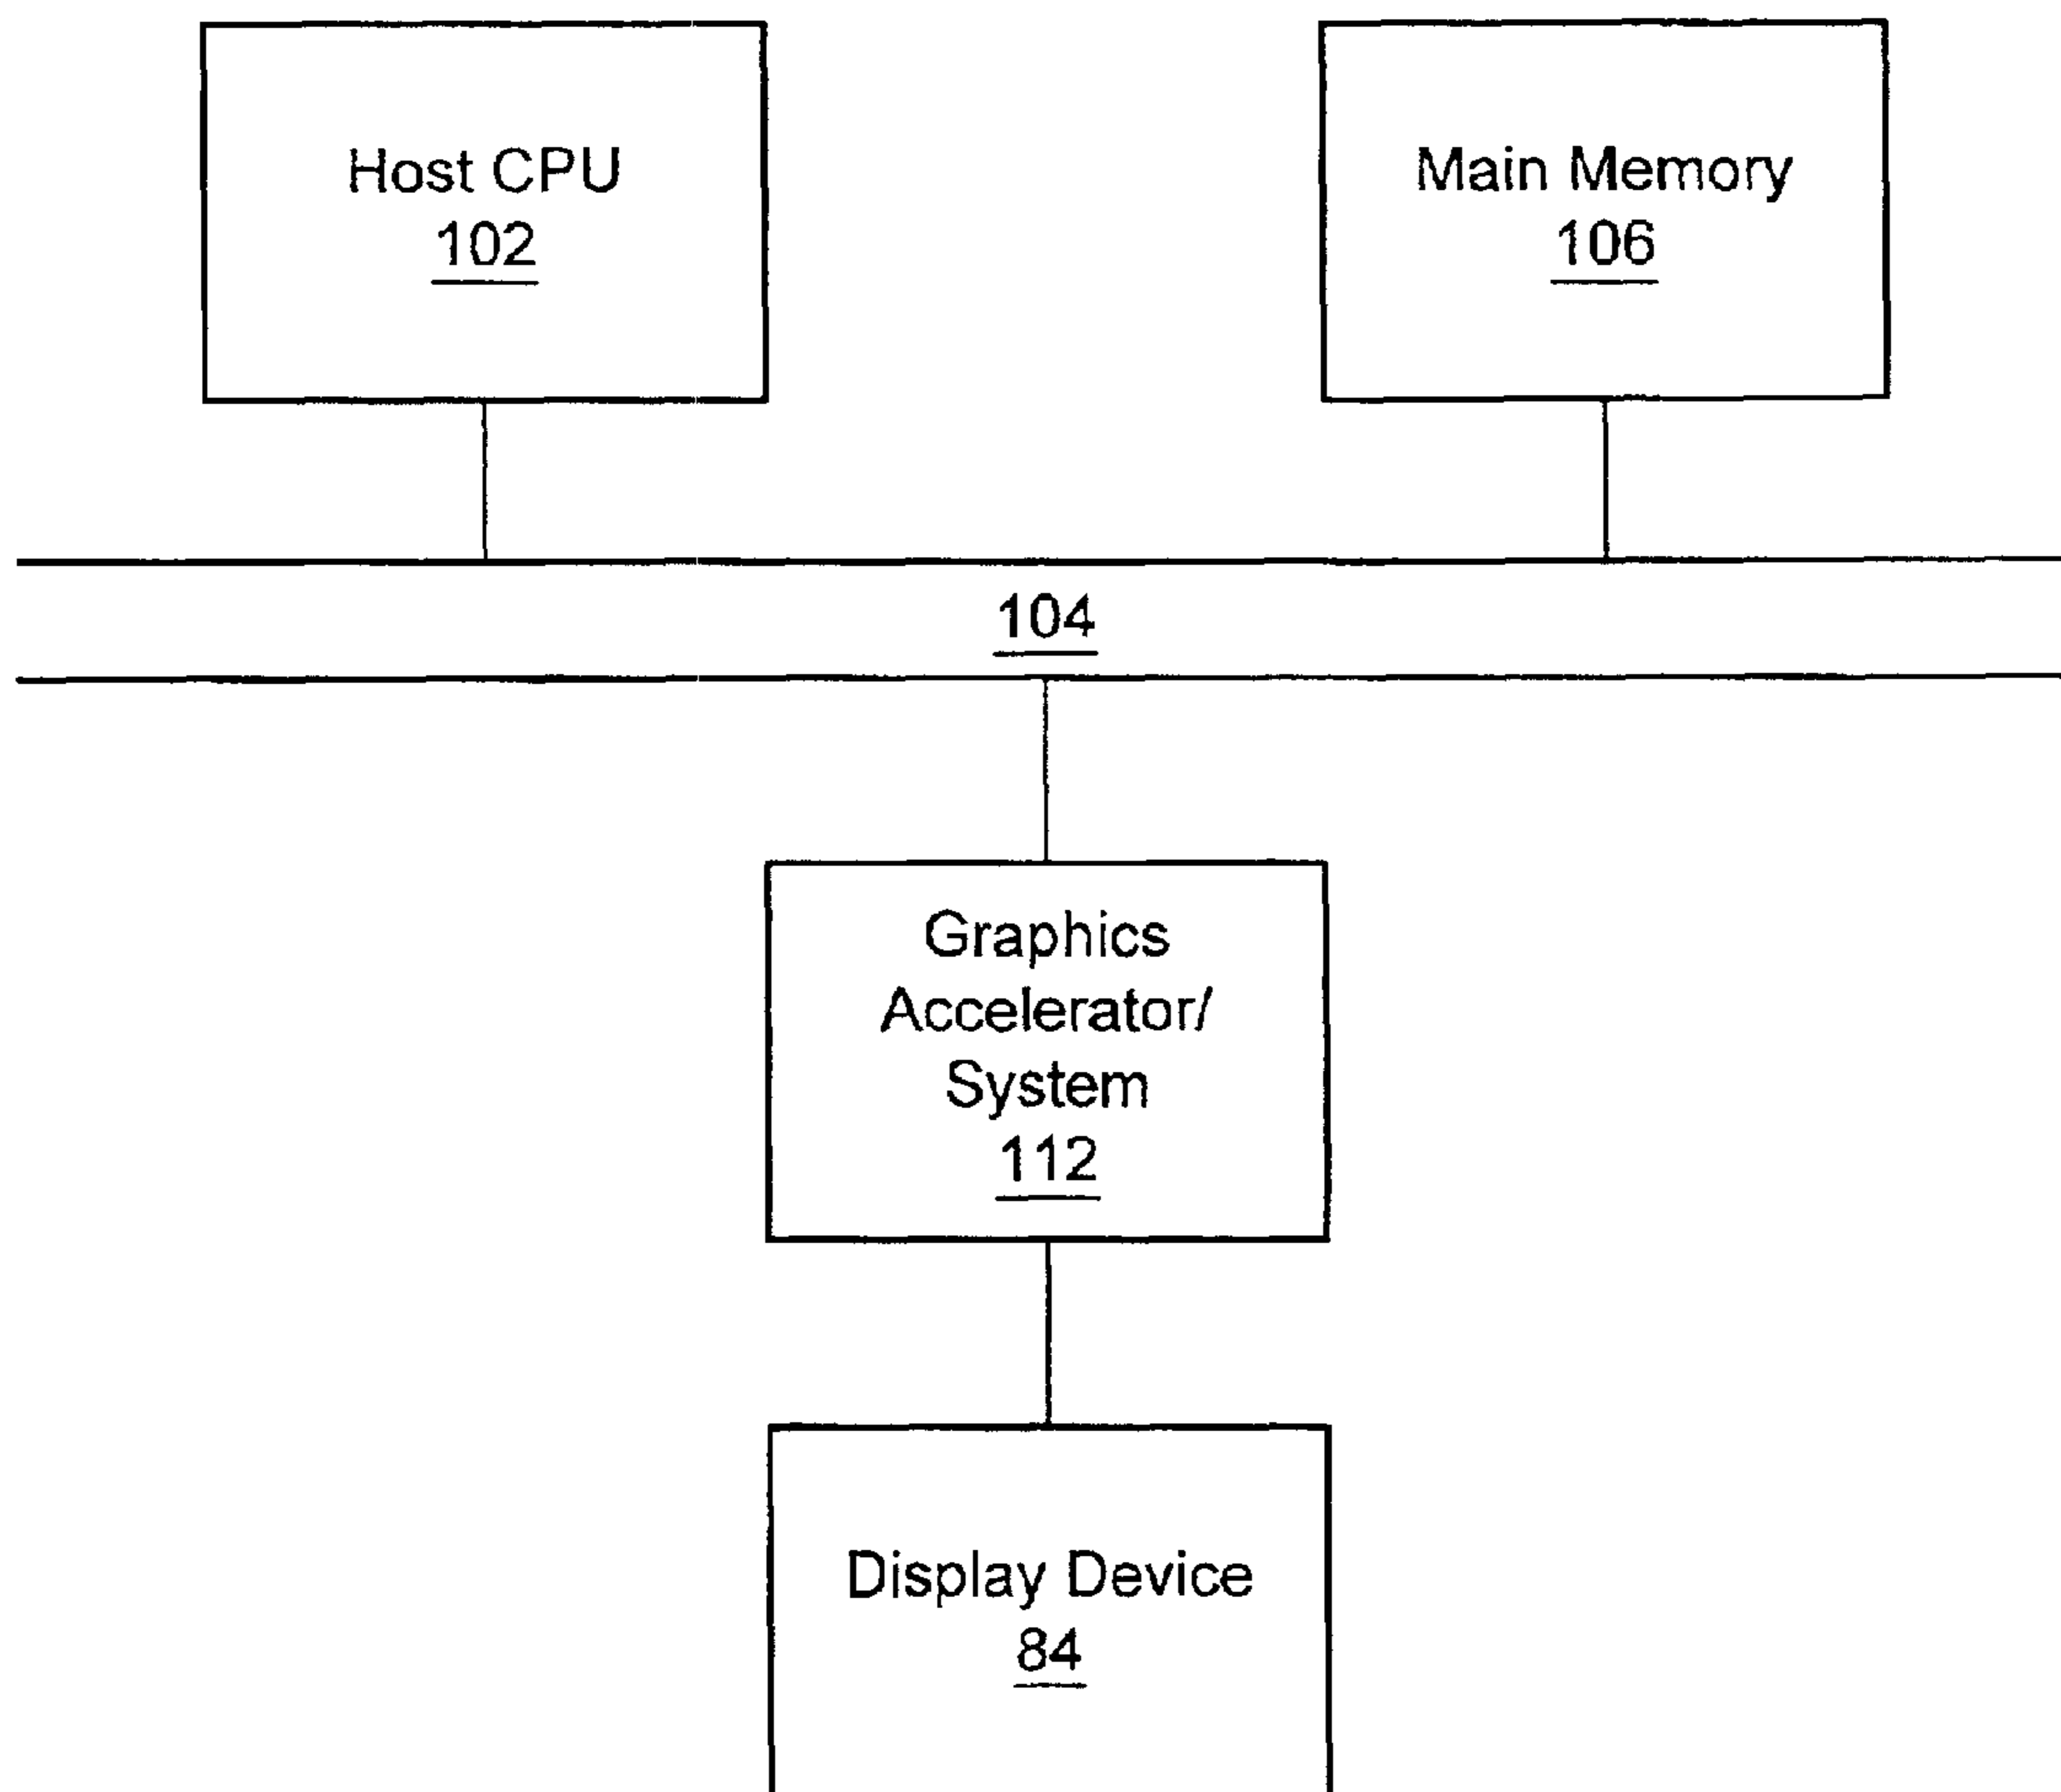 Host CPU
102
Main Memory
106
104
Graphics
Accelerator/
System
112
Display Device
84